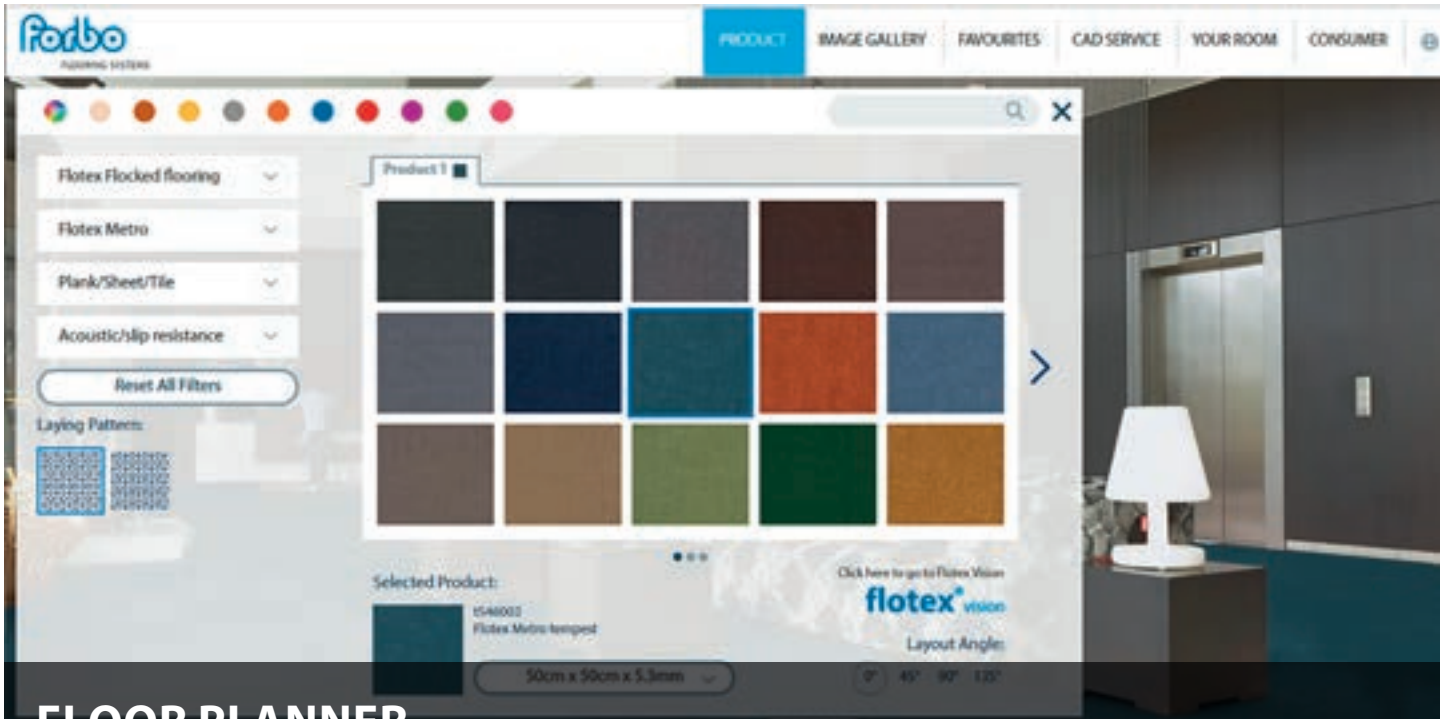 Forbo
FLOORING SYSTEMS
PRODUCT
IMAGE GALLERY
FAVOURITES
CAD SERVICE
YOUR ROOM
CONSUMER
Flotex Flocked flooring
Product 1
Flotex Metro
Plank/Sheet/Tile
Acoustic/slip resistance
Reset All Filters
Laying Pattern:
Selected Product:
Click here to go to Flotex Vision
flotex® vision
Flotex Metro tempest
Layout Angle:
50cm x 50cm x 5.3mm
0° 45° 90° 135°
FLOOR PLANNER